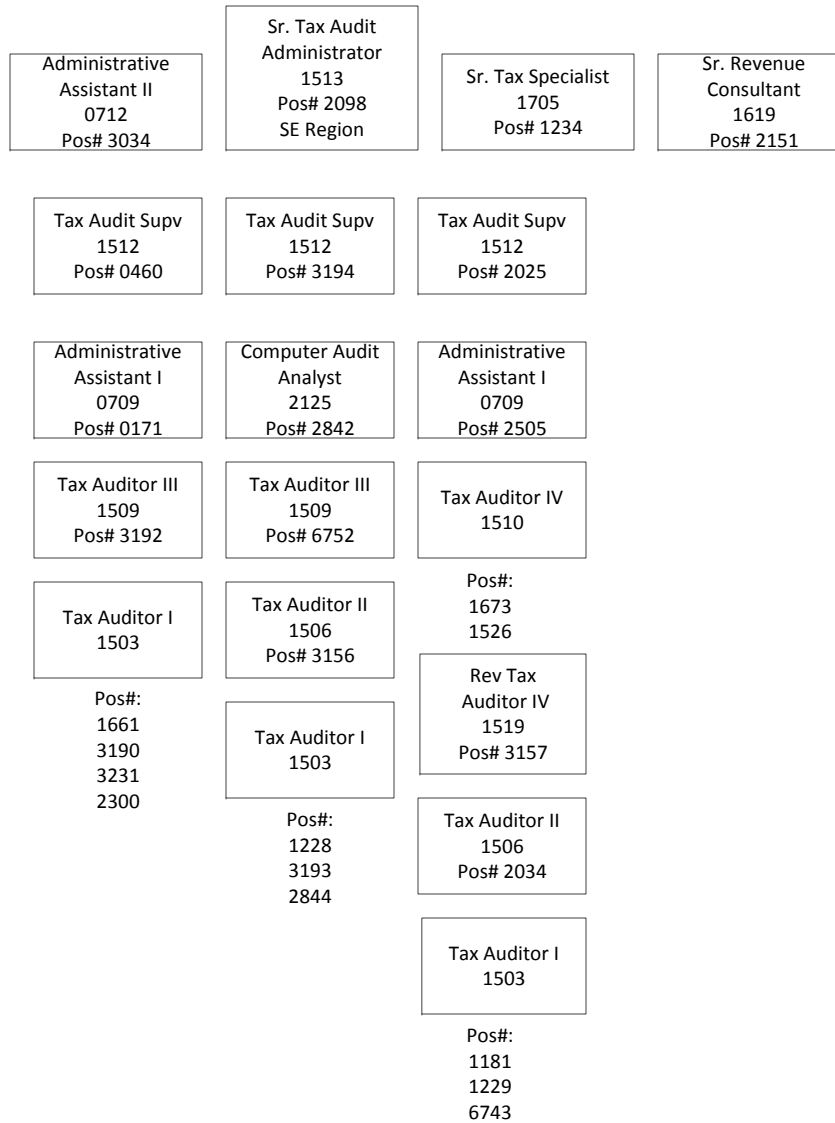 Administrative
Assistant II
0712
Pos# 3034
Sr. Tax Audit
Administrator
1513
Pos# 2098
SE Region
Sr. Tax Specialist
1705
Pos# 1234
Sr. Revenue
Consultant
1619
Pos# 2151
Tax Audit Supv
1512
Pos# 0460
Tax Audit Supv
1512
Pos# 3194
Tax Audit Supv
1512
Pos# 2025
Administrative
Assistant I
0709
Pos# 0171
Computer Audit
Analyst
2125
Pos# 2842
Administrative
Assistant I
0709
Pos# 2505
Tax Auditor III
1509
Pos# 3192
Tax Auditor III
1509
Pos# 6752
Tax Auditor IV
1510
Pos#:
1673
1526
Tax Auditor I
1503
Pos#:
1661
3190
3231
2300
Tax Auditor II
1506
Pos# 3156
Rev Tax
Auditor IV
1519
Pos# 3157
Tax Auditor I
1503
Pos#:
1228
3193
2844
Tax Auditor II
1506
Pos# 2034
Tax Auditor I
1503
Pos#:
1181
1229
6743